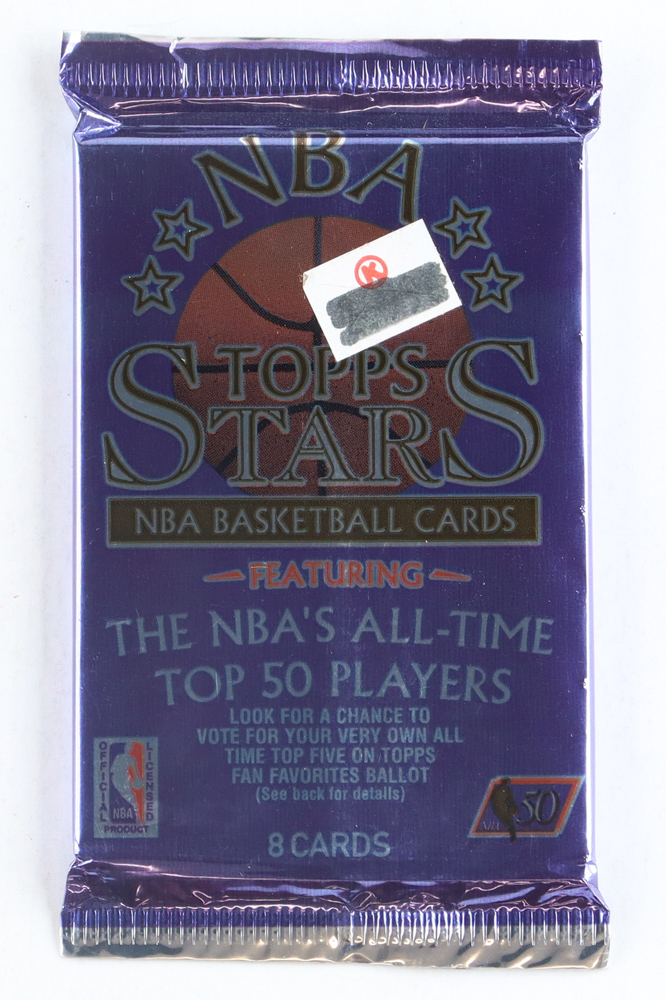 NBA
K
TOPPS
STARS
NBA BASKETBALL CARDS
FEATURING
THE NBA'S ALL-TIME
TOP 50 PLAYERS
LOOK FOR A CHANCE TO
VOTE FOR YOUR VERY OWN ALL
TIME TOP FIVE ON TOPPS
FAN FAVORITES BALLOT
(See back for details)
OFFICIAL
LICENSED
NBA
PRODUCT
NBA
50
8 CARDS